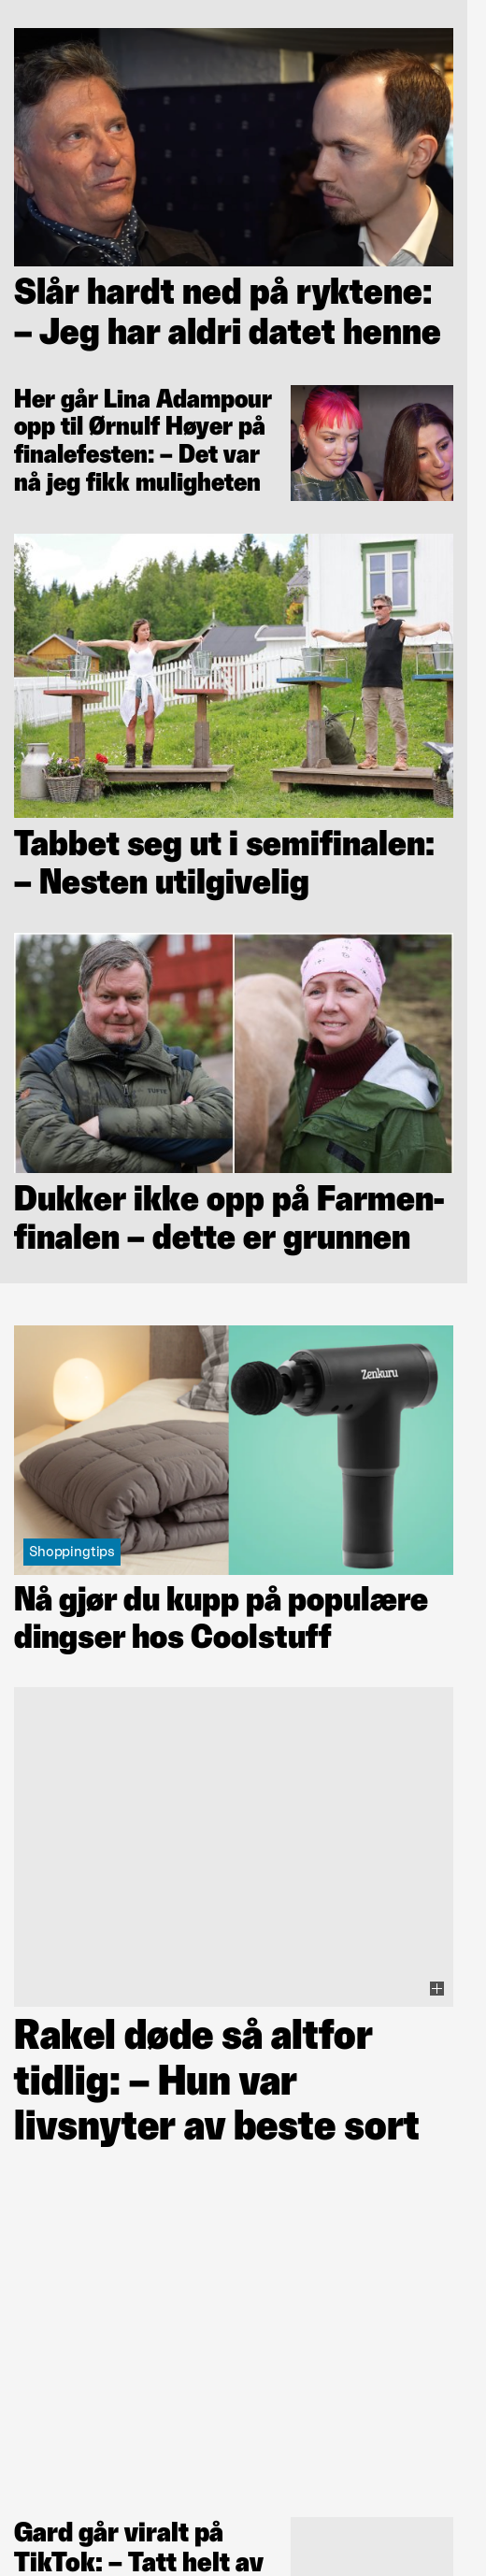 Slår hardt ned på ryktene:
– Jeg har aldri datet henne
Her går Lina Adampour
opp til Ørnulf Høyer på
finalefesten: – Det var
nå jeg fikk muligheten
Tabbet seg ut i semifinalen:
– Nesten utilgivelig
Dukker ikke opp på Farmen-
finalen – dette er grunnen
Zenkuru
Shoppingtips
Nå gjør du kupp på populære
dingser hos Coolstuff
Rakel døde så altfor
tidlig: – Hun var
livsnyter av beste sort
Gard går viralt på
TikTok: – Tatt helt av